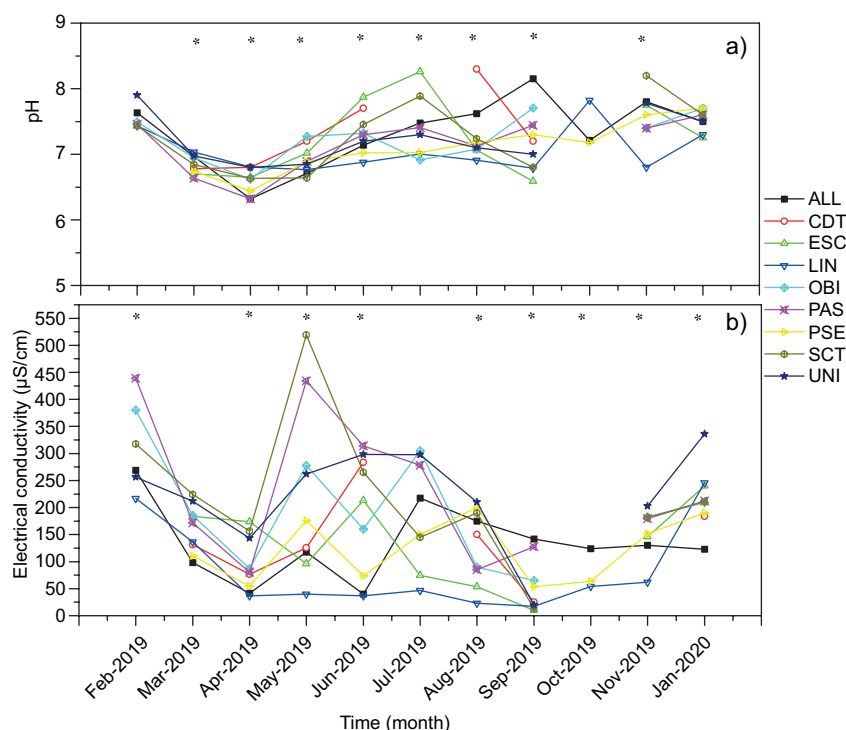 9
8
7
6
5
pH
* * * * * * * *
a)
ALL
CDT
ESC
LIN
OBI
PAS
PSE
SCT
UNI
550
500
450
400
350
300
250
200
150
100
50
0
Electrical conductivity (µS/cm)
* * * * * * * * *
b)
Feb-2019
Mar-2019
Apr-2019
May-2019
Jun-2019
Jul-2019
Aug-2019
Sep-2019
Oct-2019
Nov-2019
Jan-2020
Time (month)